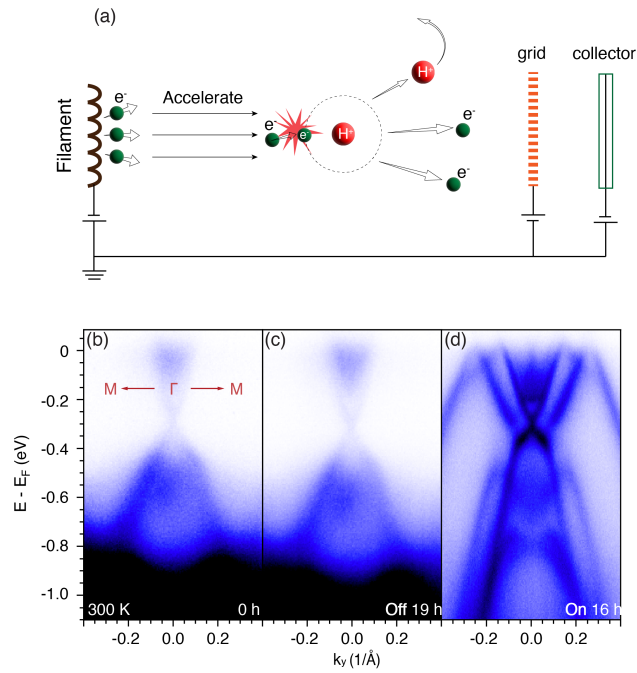 (a)
grid
collector
Filament
e⁻
Accelerate
e⁻
e⁻
H⁺
H⁺
e⁻
e⁻
(b)
(c)
(d)
M
Γ
M
0
-0.2
-0.4
-0.6
-0.8
-1.0
E - E_F (eV)
300 K
0 h
Off 19 h
On 16 h
-0.2
0.0
0.2
-0.2
0.0
0.2
-0.2
0.0
0.2
k_y (1/Å)